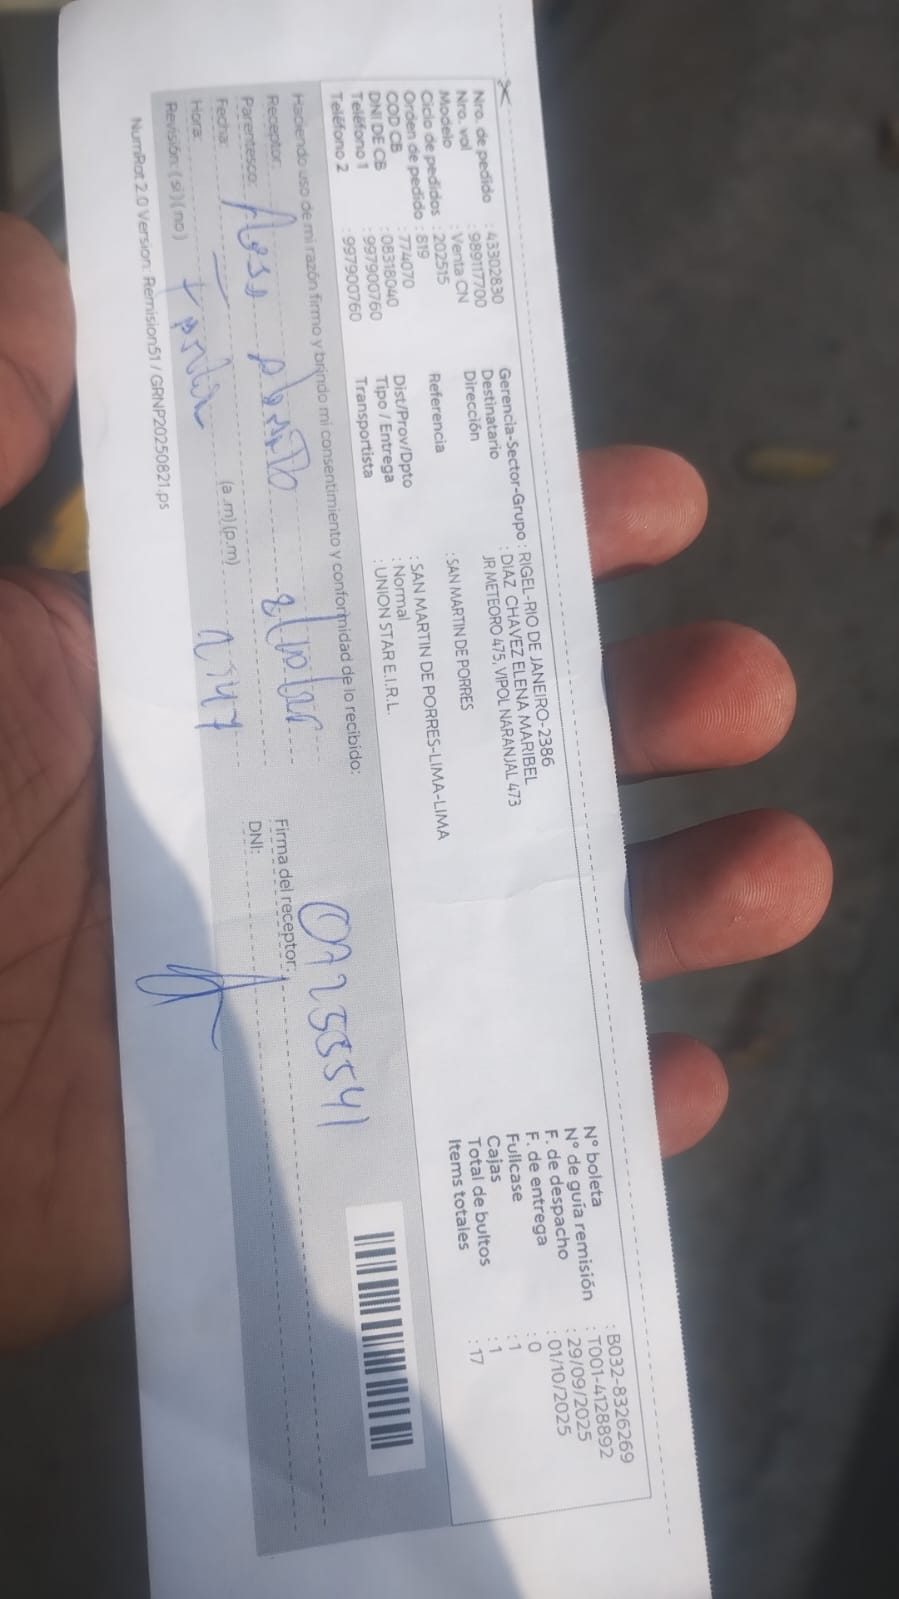 Nro. de pedido : 43302830
Nro. vol : 989117700
Modelo : Venta CN
Ciclo de pedidos : 202515
Orden de pedido : 819
COD CB : 774070
DNI DE CB : 08318040
Teléfono 1 : 997900760
Teléfono 2 : 997900760
Gerencia-Sector-Grupo : RIGEL-RIO DE JANEIRO-2386
Destinatario : DIAZ CHAVEZ ELENA MARIBEL
Dirección JR METEORO 475, VIPOL NARANJAL 473
Referencia : SAN MARTIN DE PORRES
Dist/Prov/Dpto : SAN MARTIN DE PORRES-LIMA-LIMA
Tipo / Entrega : Normal
Transportista : UNION STAR E.I.R.L.
N° boleta : B032-8326269
N° de guía remisión : T001-4128892
F. de despacho : 29/09/2025
F. de entrega : 01/10/2025
Fullcase : 0
Cajas : 1
Total de bultos : 1
Items totales : 17
Haciendo uso de mi razón firmo y brindo mi consentimiento y conformidad de lo recibido:
Receptor:
Parentesco:
Fecha:
Hora: (a.m) (p.m)
Revisión: (si) (no)
Firma del receptor:
DNI:
NumRot 2.0 Version: Remision51 / GRNP20250821.ps